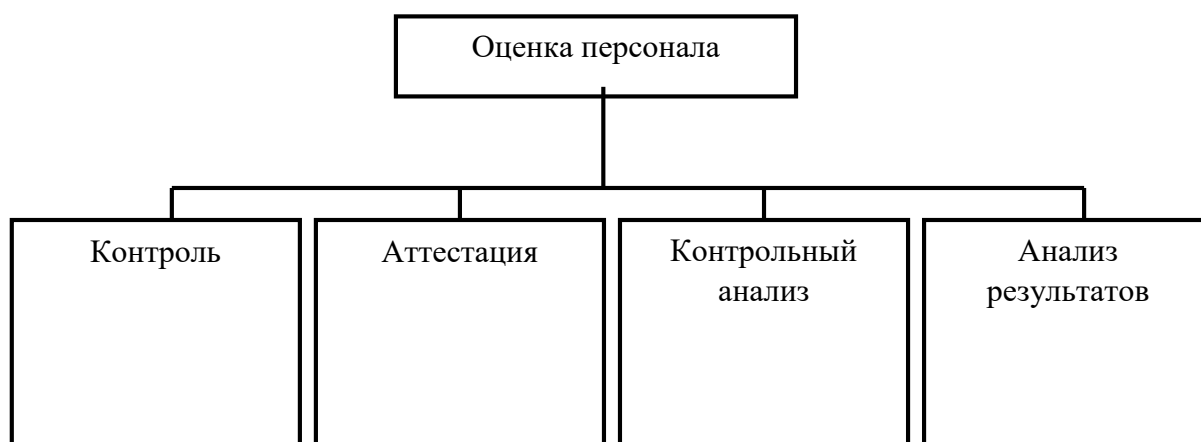 Оценка персонала
Контроль
Аттестация
Контрольный
анализ
Анализ
результатов